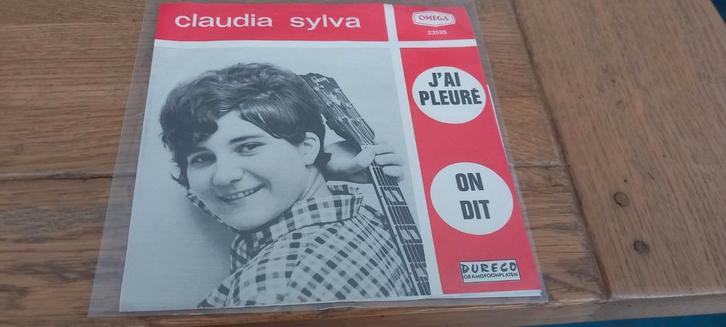 claudia sylva
OMEGA
23595
J'AI
PLEURÉ
ON
DIT
DURECO
GRAMOFOONPLATEN